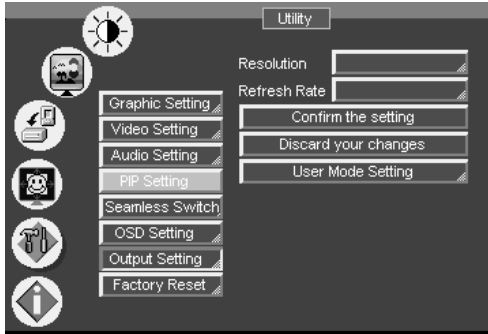 Utility
Resolution
Refresh Rate
Confirm the setting
Discard your changes
User Mode Setting
Graphic Setting
Video Setting
Audio Setting
PIP Setting
Seamless Switch
OSD Setting
Output Setting
Factory Reset